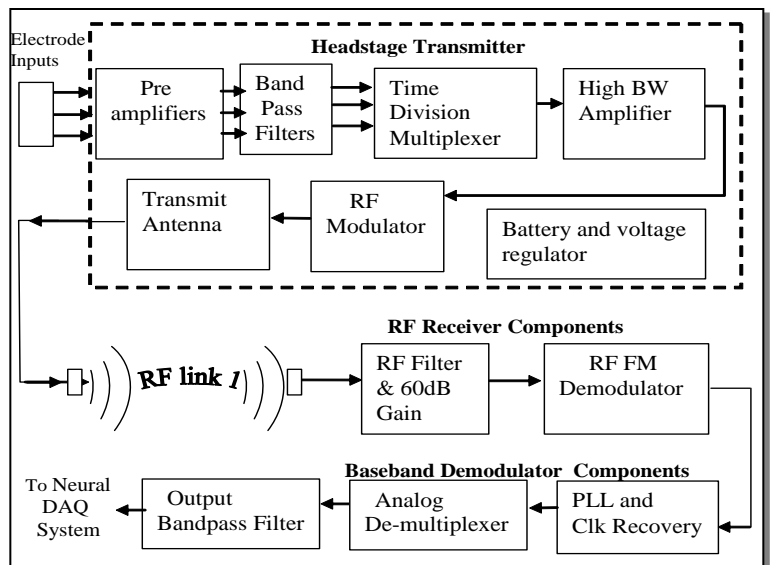 Electrode
Inputs
Headstage Transmitter
Pre
amplifiers
Band
Pass
Filters
Time
Division
Multiplexer
High BW
Amplifier
Transmit
Antenna
RF
Modulator
Battery and voltage
regulator
RF Receiver Components
RF link 1
RF Filter
& 60dB
Gain
RF FM
Demodulator
Baseband Demodulator Components
To Neural
DAQ
System
Output
Bandpass Filter
Analog
De-multiplexer
PLL and
Clk Recovery